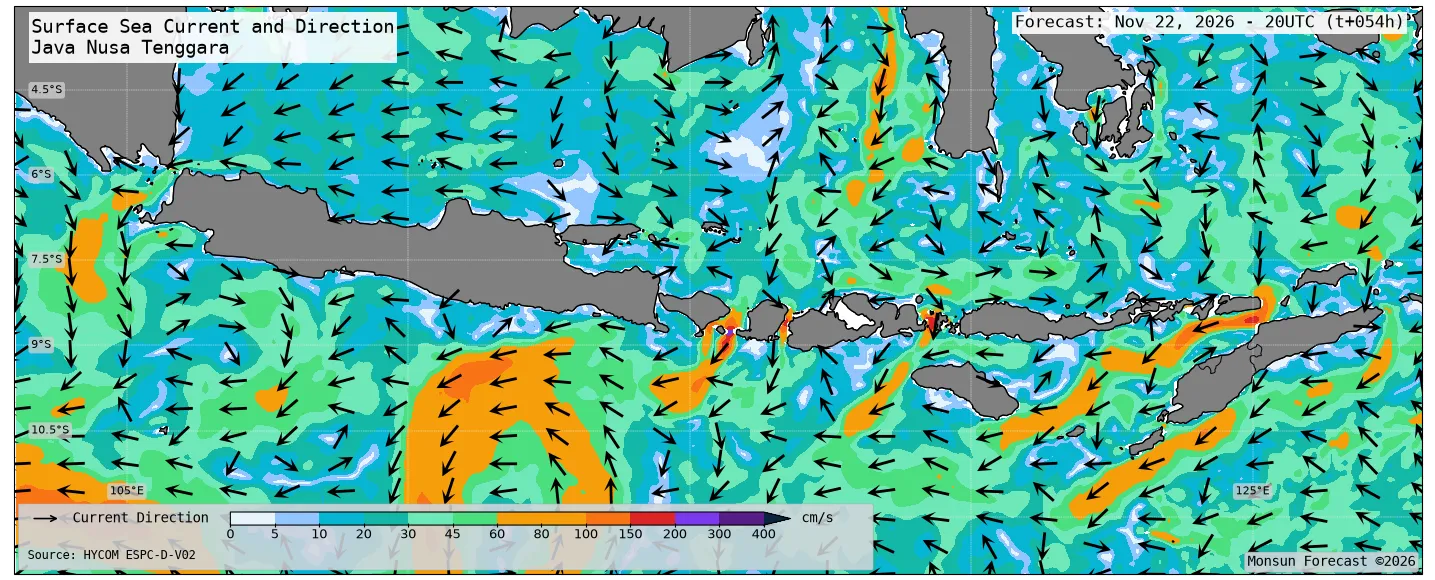 Surface Sea Current and Direction
Java Nusa Tenggara
Forecast: Nov 22, 2026 - 20UTC (t+054h)
4.5°S
6°S
7.5°S
9°S
10.5°S
105°E
125°E
Current Direction
0 5 10 20 30 45 60 80 100 150 200 300 400
cm/s
Source: HYCOM ESPC-D-V02
Monsun Forecast ©2026